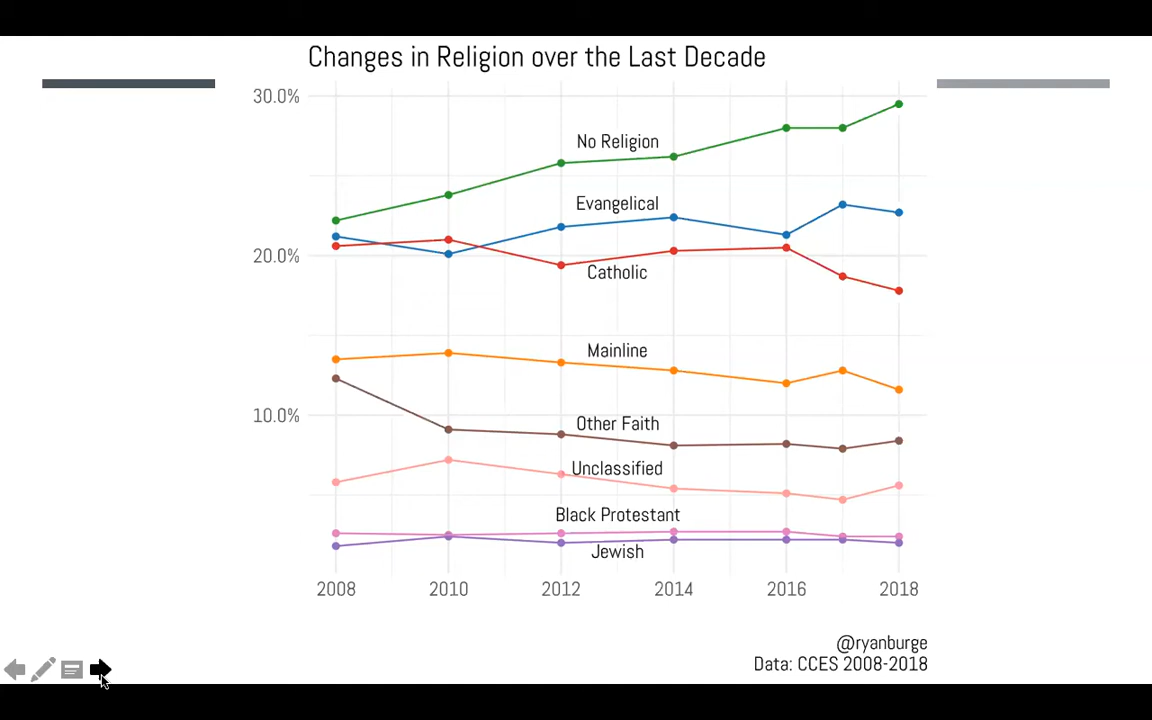 Changes in Religion over the Last Decade
30.0%
No Religion
Evangelical
20.0%
Catholic
Mainline
10.0%
Other Faith
Unclassified
Black Protestant
Jewish
2008 2010 2012 2014 2016 2018
@ryanburge
Data: CCES 2008-2018